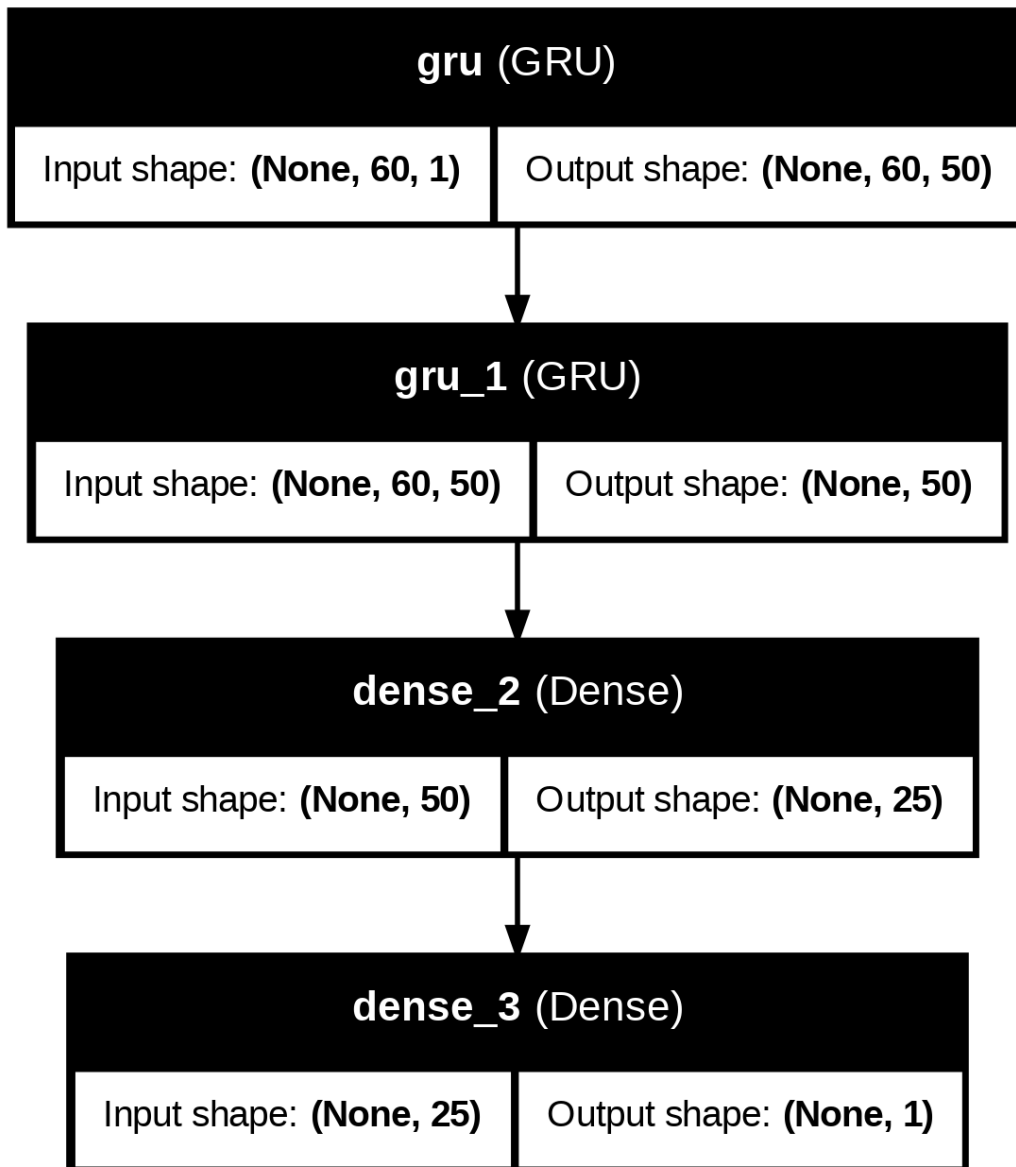 gru (GRU)
Input shape: (None, 60, 1) Output shape: (None, 60, 50)
gru_1 (GRU)
Input shape: (None, 60, 50) Output shape: (None, 50)
dense_2 (Dense)
Input shape: (None, 50) Output shape: (None, 25)
dense_3 (Dense)
Input shape: (None, 25) Output shape: (None, 1)